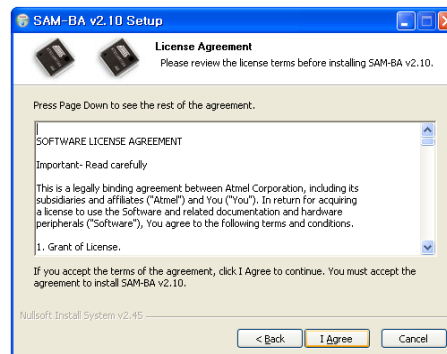 SAM-BA v2.10 Setup
License Agreement
Please review the license terms before installing SAM-BA v2.10.
Press Page Down to see the rest of the agreement.
SOFTWARE LICENSE AGREEMENT
Important- Read carefully
This is a legally binding agreement between Atmel Corporation, including its
subsidiaries and affiliates ("Atmel") and You ("You"). In return for acquiring
a license to use the Software and related documentation and hardware
peripherals ("Software"), You agree to the following terms and conditions.
1. Grant of License.
If you accept the terms of the agreement, click I Agree to continue. You must accept the
agreement to install SAM-BA v2.10.
Nullsoft Install System v2.45
< Back
I Agree
Cancel